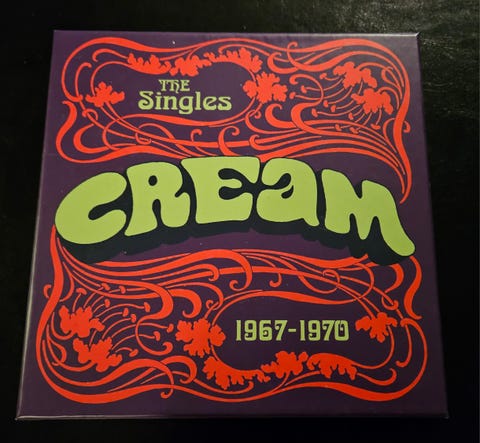 THE
Singles
CREAM
1967-1970